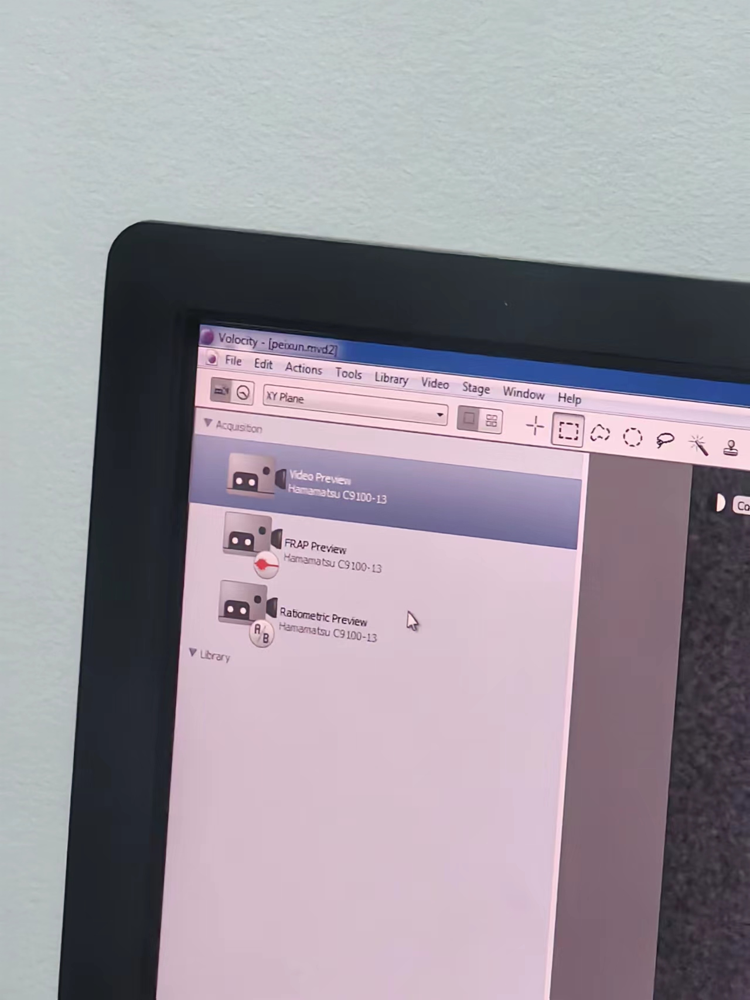 Volocity - [peixun.mvd2]
File Edit Actions Tools Library Video Stage Window Help
XY Plane
Acquisition
Video Preview
Hamamatsu C9100-13
FRAP Preview
Hamamatsu C9100-13
Ratiometric Preview
Hamamatsu C9100-13
A/B
Library
Co